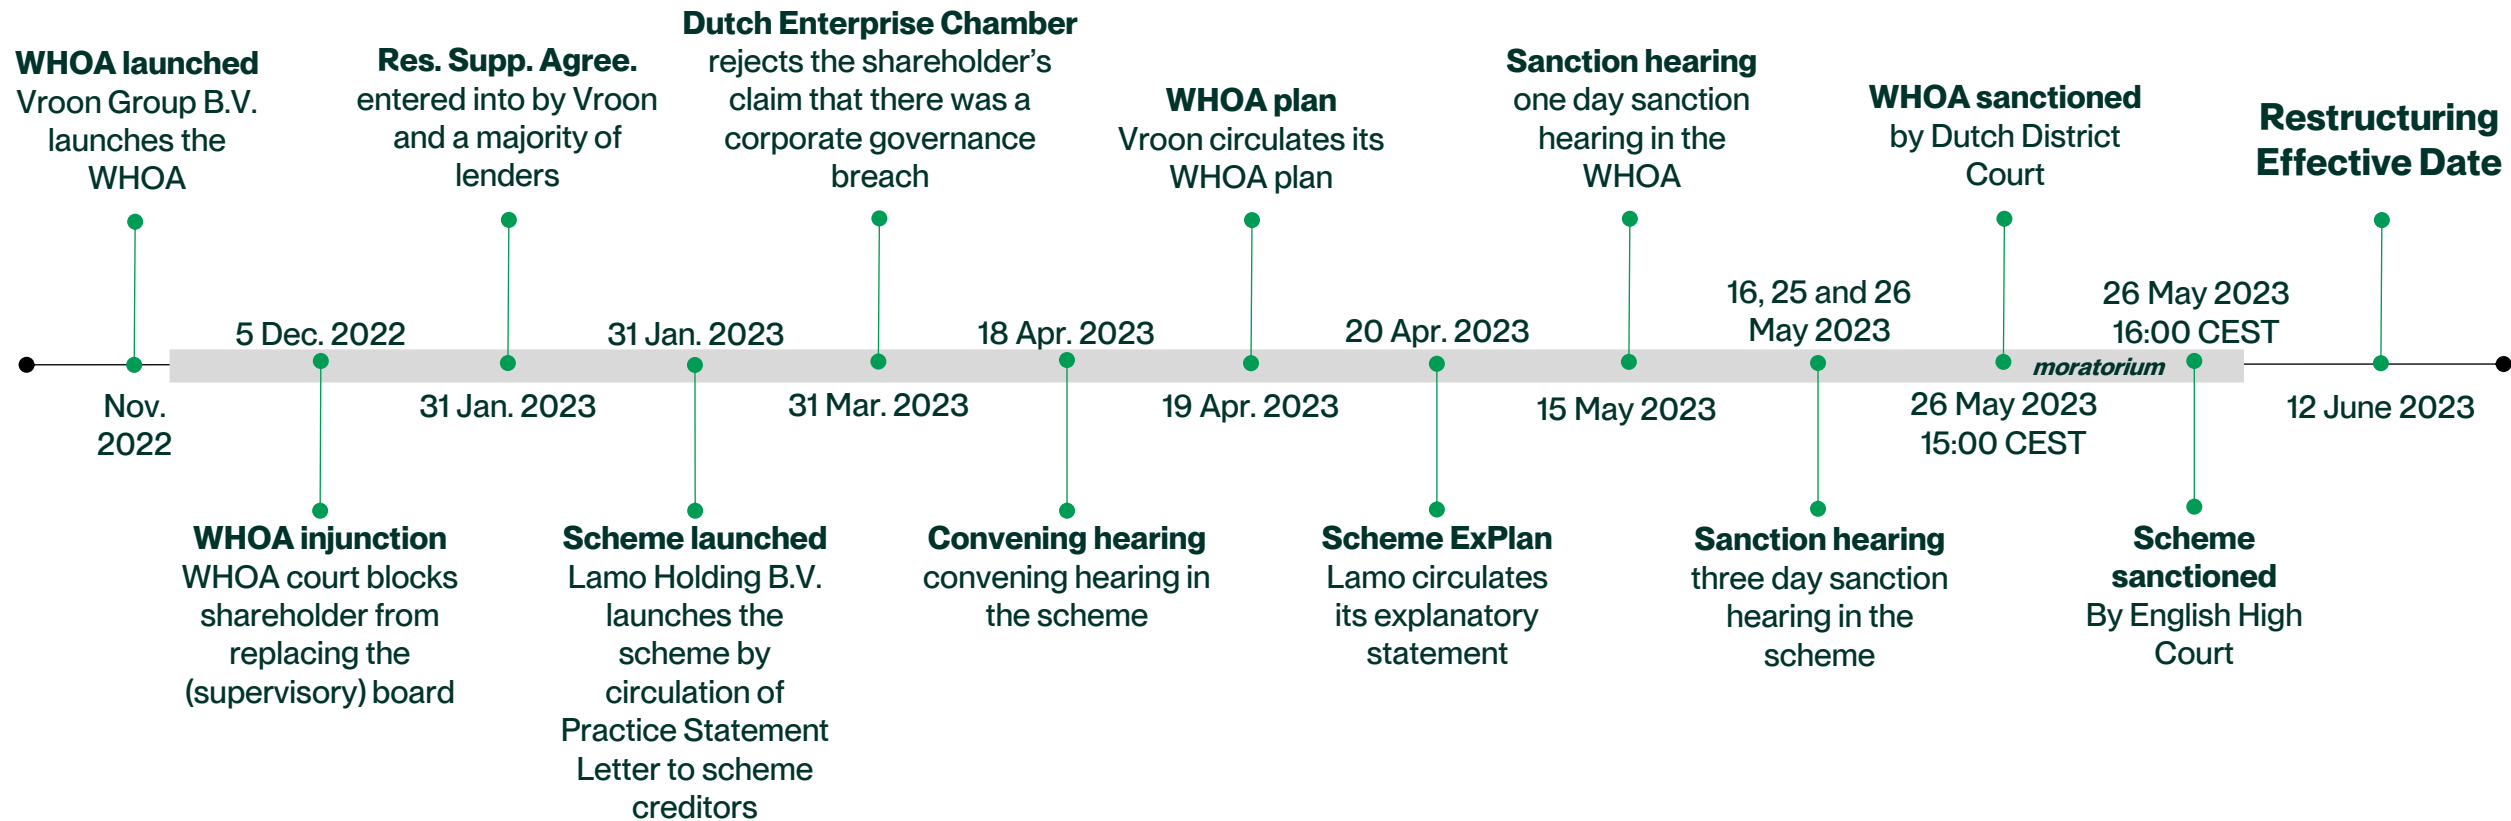 WHOA launched
Vroon Group B.V.
launches the
WHOA
Res. Supp. Agree.
entered into by Vroon
and a majority of
lenders
Dutch Enterprise Chamber
rejects the shareholder’s
claim that there was a
corporate governance
breach
WHOA plan
Vroon circulates its
WHOA plan
Sanction hearing
one day sanction
hearing in the
WHOA
WHOA sanctioned
by Dutch District
Court
Restructuring
Effective Date
5 Dec. 2022
31 Jan. 2023
18 Apr. 2023
20 Apr. 2023
16, 25 and 26
May 2023
26 May 2023
16:00 CEST
moratorium
Nov.
2022
31 Jan. 2023
31 Mar. 2023
19 Apr. 2023
15 May 2023
26 May 2023
15:00 CEST
12 June 2023
WHOA injunction
WHOA court blocks
shareholder from
replacing the
(supervisory) board
Scheme launched
Lamo Holding B.V.
launches the
scheme by
circulation of
Practice Statement
Letter to scheme
creditors
Convening hearing
convening hearing in
the scheme
Scheme ExPlan
Lamo circulates
its explanatory
statement
Sanction hearing
three day sanction
hearing in the
scheme
Scheme
sanctioned
By English High
Court